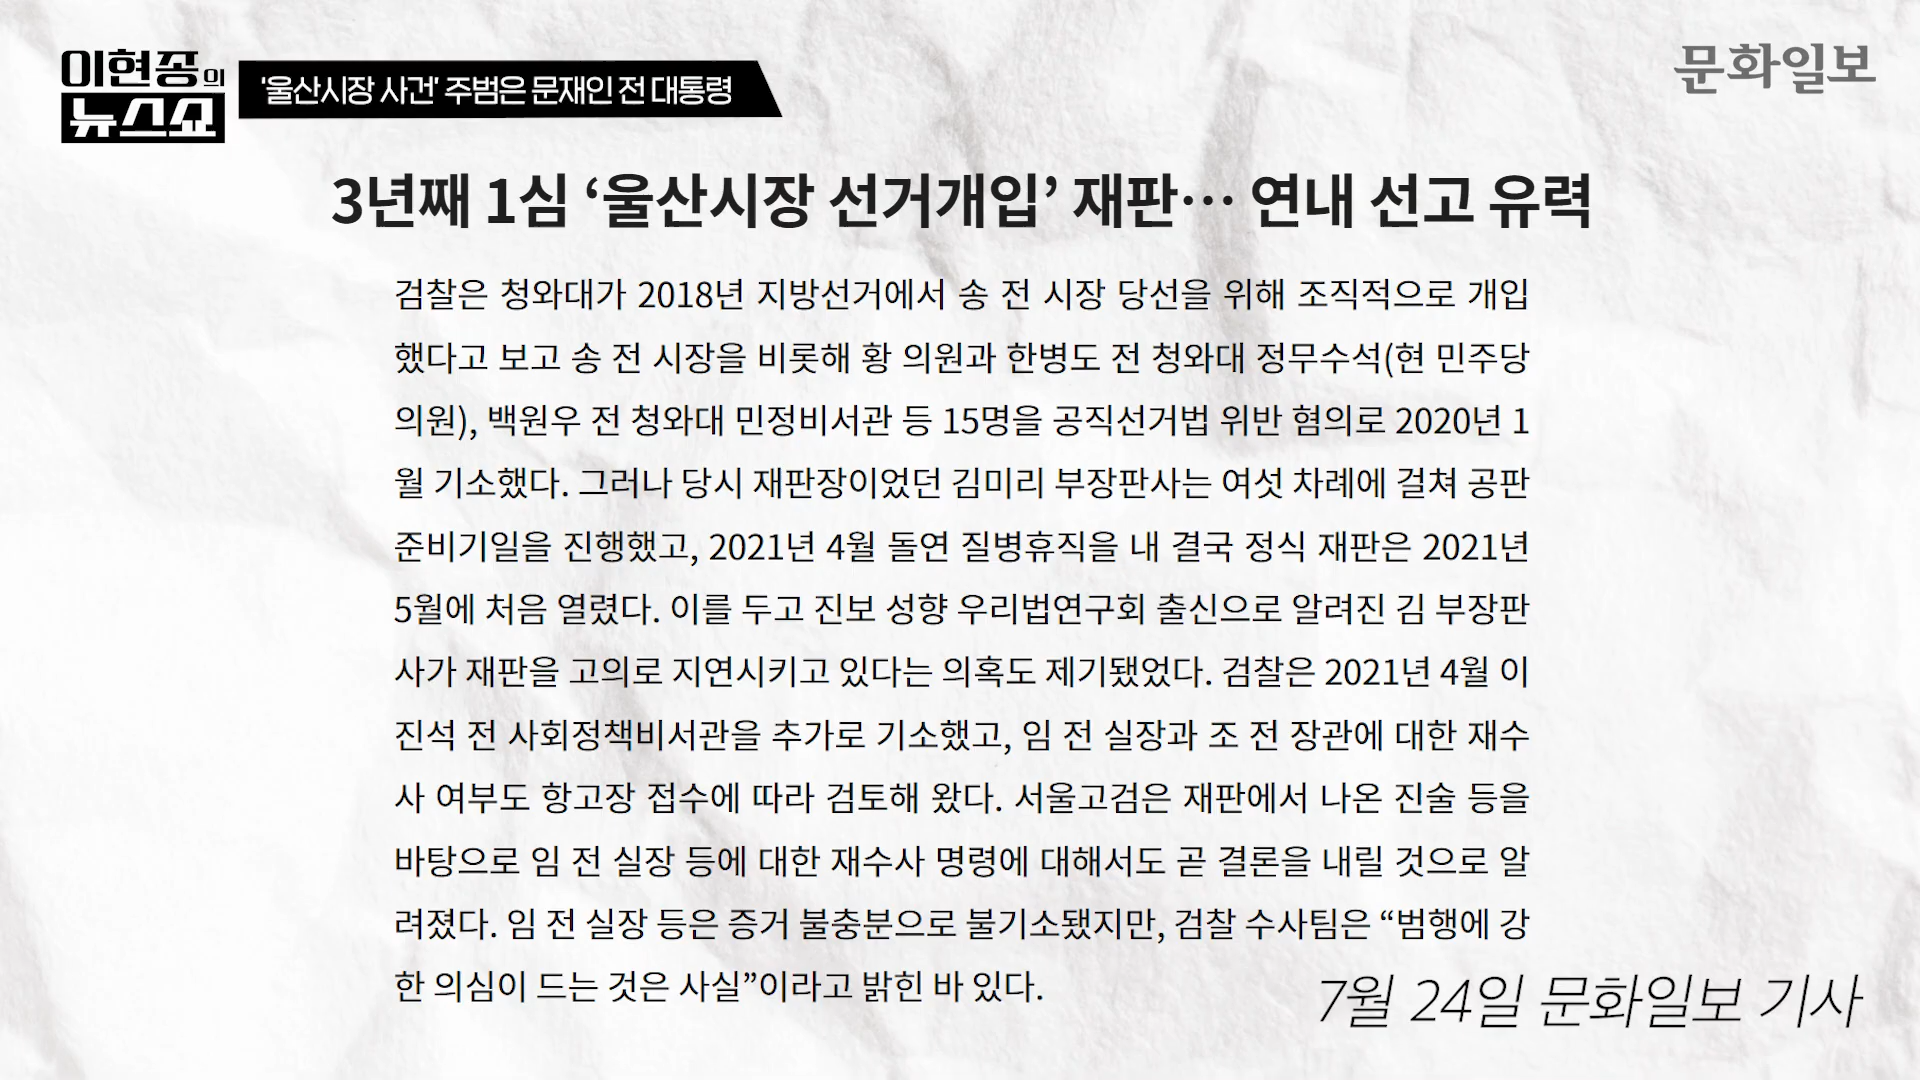 이현종의
뉴스쇼
'울산시장 사건' 주범은 문재인 전 대통령
문화일보
3년째 1심 ‘울산시장 선거개입’ 재판… 연내 선고 유력
검찰은 청와대가 2018년 지방선거에서 송 전 시장 당선을 위해 조직적으로 개입
했다고 보고 송 전 시장을 비롯해 황 의원과 한병도 전 청와대 정무수석(현 민주당
의원), 백원우 전 청와대 민정비서관 등 15명을 공직선거법 위반 혐의로 2020년 1
월 기소했다. 그러나 당시 재판장이었던 김미리 부장판사는 여섯 차례에 걸쳐 공판
준비기일을 진행했고, 2021년 4월 돌연 질병휴직을 내 결국 정식 재판은 2021년
5월에 처음 열렸다. 이를 두고 진보 성향 우리법연구회 출신으로 알려진 김 부장판
사가 재판을 고의로 지연시키고 있다는 의혹도 제기됐었다. 검찰은 2021년 4월 이
진석 전 사회정책비서관을 추가로 기소했고, 임 전 실장과 조 전 장관에 대한 재수
사 여부도 항고장 접수에 따라 검토해 왔다. 서울고검은 재판에서 나온 진술 등을
바탕으로 임 전 실장 등에 대한 재수사 명령에 대해서도 곧 결론을 내릴 것으로 알
려졌다. 임 전 실장 등은 증거 불충분으로 불기소됐지만, 검찰 수사팀은 “범행에 강
한 의심이 드는 것은 사실”이라고 밝힌 바 있다.
7월 24일 문화일보 기사